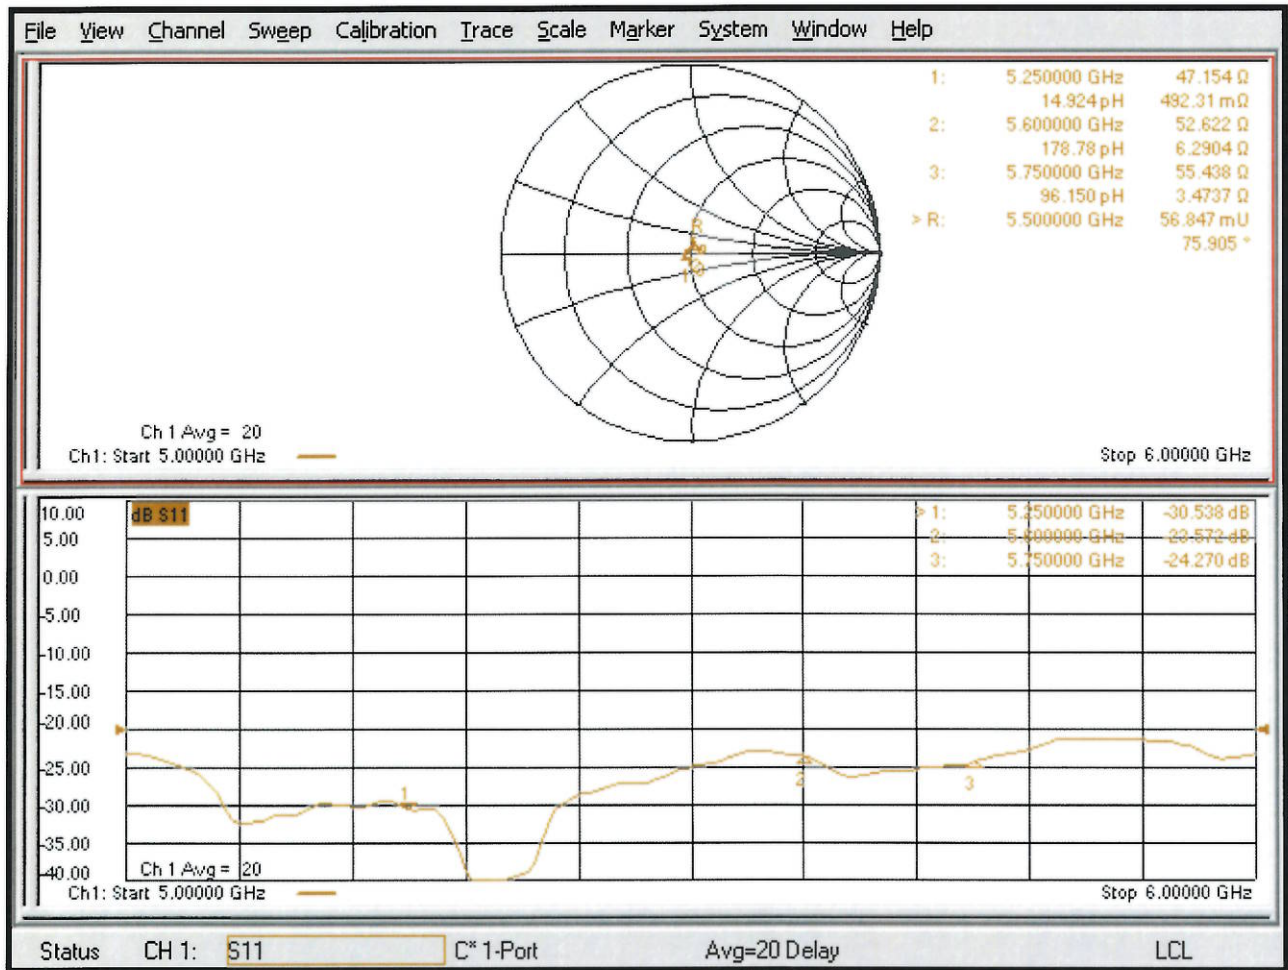 File View Channel Sweep Calibration Trace Scale Marker System Window Help
1: 5.250000 GHz 47.154 Ω
14.924 pH 492.31 mΩ
2: 5.600000 GHz 52.622 Ω
178.78 pH 6.2904 Ω
3: 5.750000 GHz 55.438 Ω
96.150 pH 3.4737 Ω
> R: 5.500000 GHz 56.847 mU
75.905 °
R
1
Ch 1 Avg = 20
Ch1: Start 5.00000 GHz Stop 6.00000 GHz
10.00 dB S11 > 1: 5.250000 GHz -30.538 dB
5.00 2: 5.600000 GHz -23.572 dB
0.00 3: 5.750000 GHz -24.270 dB
-5.00
-10.00
-15.00
-20.00
-25.00
2 3
-30.00 1
-35.00
-40.00 Ch 1 Avg = 20
Ch1: Start 5.00000 GHz Stop 6.00000 GHz
Status CH 1: S11 C* 1-Port Avg=20 Delay LCL